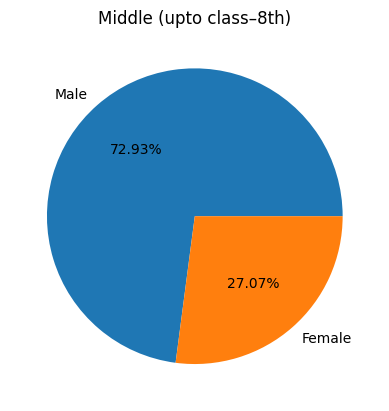 Middle (upto class–8th)
Male
72.93%
27.07%
Female